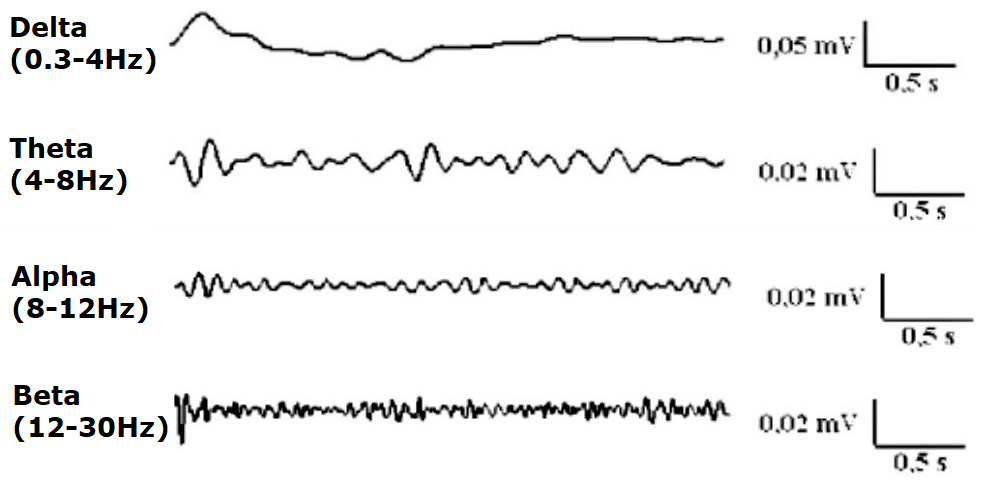 Delta
(0.3-4Hz)
0,05 mV
0.5 s
Theta
(4-8Hz)
0.02 mV
0.5 s
Alpha
(8-12Hz)
0,02 mV
0,5 s
Beta
(12-30Hz)
0,02 mV
0,5 s